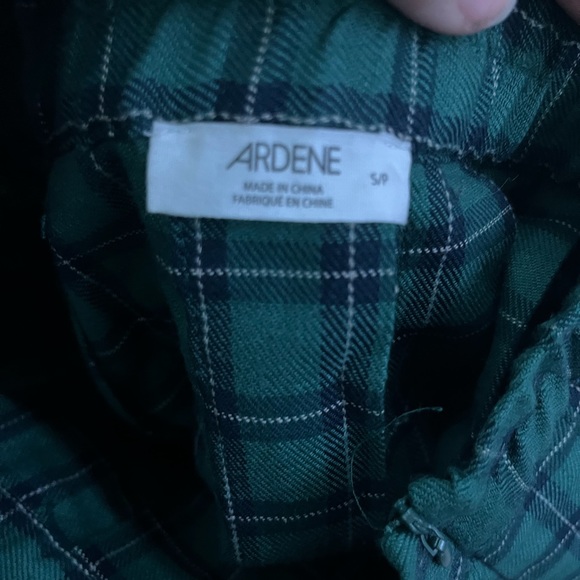 ARDENE
S/P
MADE IN CHINA
FABRIQUÉ EN CHINE